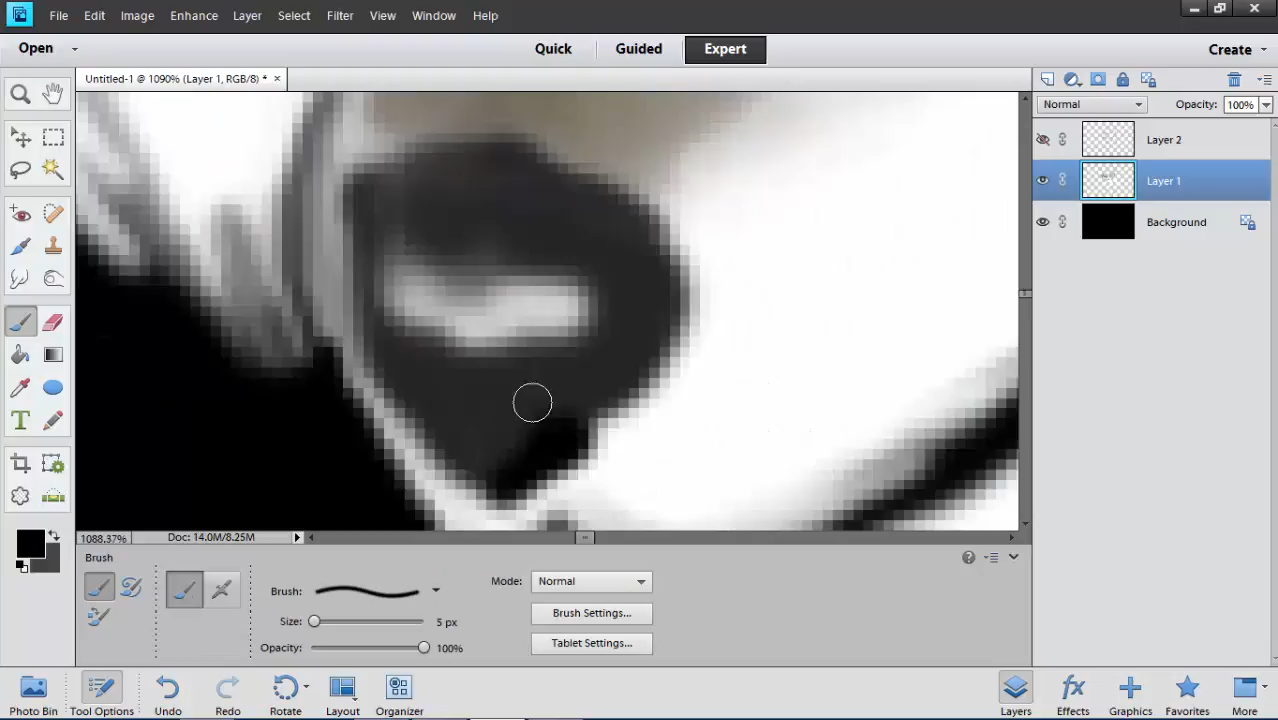 File Edit Image Enhance Layer Select Filter View Window Help
Open Quick Guided Expert Create
Untitled-1 @ 1090% (Layer 1, RGB/8) * ×
Normal Opacity: 100%
Layer 2
Layer 1
Background
T
1088.37% Doc: 14.0M/8.25M
Brush
Brush: Mode: Normal
Size: 5 px Brush Settings...
Opacity: 100% Tablet Settings...
Photo Bin Tool Options Undo Redo Rotate Layout Organizer Layers Effects Graphics Favorites More